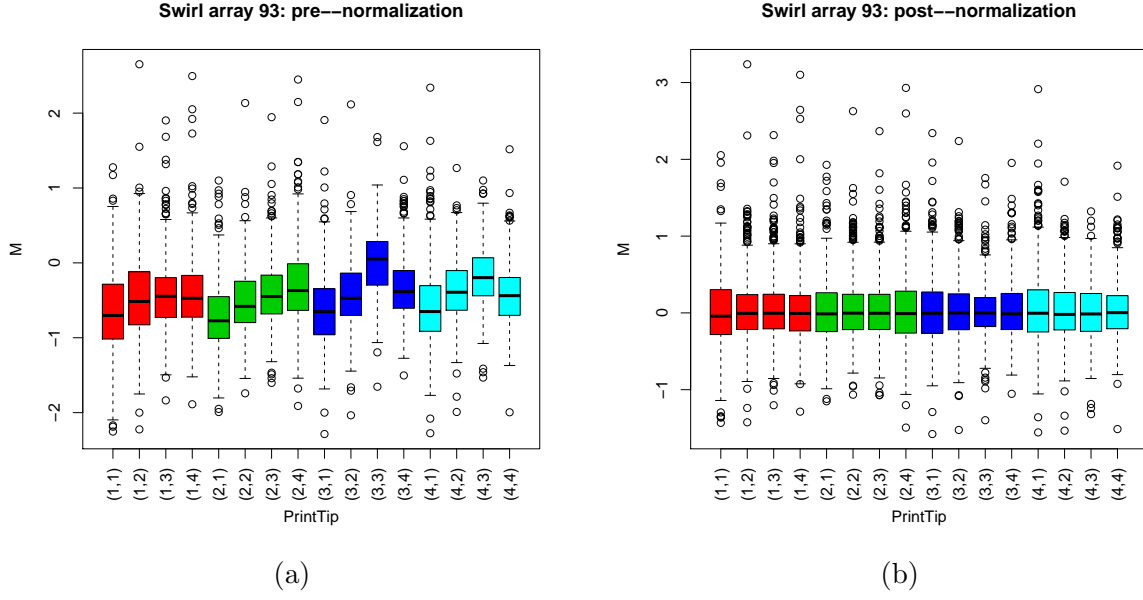 Swirl array 93: pre−−normalization
M
2
1
0
−1
−2
(1,1) (1,2) (1,3) (1,4) (2,1) (2,2) (2,3) (2,4) (3,1) (3,2) (3,3) (3,4) (4,1) (4,2) (4,3) (4,4)
PrintTip
(a)
Swirl array 93: post−−normalization
M
3
2
1
0
−1
(1,1) (1,2) (1,3) (1,4) (2,1) (2,2) (2,3) (2,4) (3,1) (3,2) (3,3) (3,4) (4,1) (4,2) (4,3) (4,4)
PrintTip
(b)